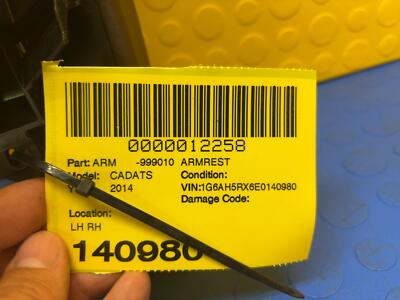 0000012258
Part: ARM -999010 ARMREST
Model: CADATS Condition:
Y 2014 VIN:1G6AH5RX6E0140980
Damage Code:
Location:
LH RH
140980